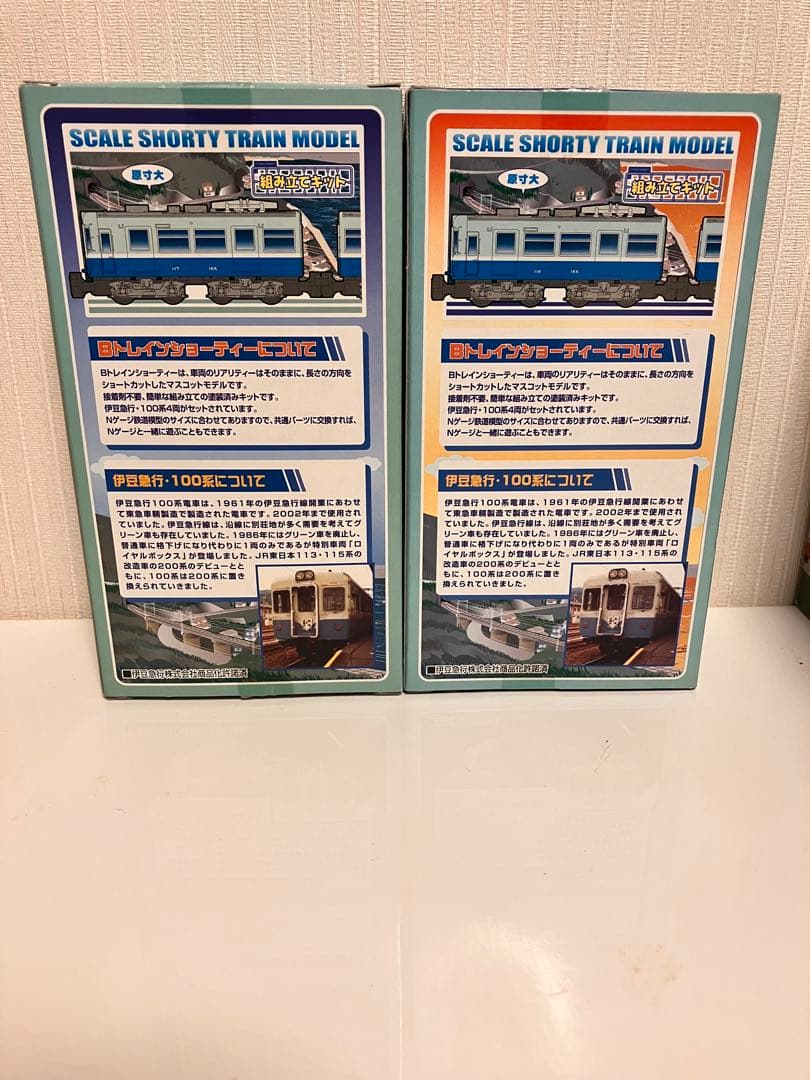 SCALE SHORTY TRAIN MODEL
原寸大
組み立てキット
117
Bトレインショーティーについて
Bトレインショーティーは、車両のリアリティーはそのままに、長さの方向を
ショートカットしたマスコットモデルです。
接着剤不要、簡単な組み立ての塗装済みキットです。
伊豆急行・100系4両がセットされています。
Nゲージ鉄道模型のサイズに合わせてありますので、共通パーツに交換すれば、
Nゲージと一緒に遊ぶこともできます。
伊豆急行・100系について
伊豆急行100系電車は、1961年の伊豆急行線開業にあわせ
て東急車輛製造で製造された電車です。2002年まで使用され
ていました。伊豆急行線は、沿線に別荘地が多く需要を考えてグ
リーン車も存在していました。1986年にはグリーン車を廃止し、
普通車に格下げになり代わりに1両のみであるが特別車両「ロ
イヤルボックス」が登場しました。JR東日本113・115系の
改造車の200系のデビューとと
もに、100系は200系に置き
換えられていきました。
■伊豆急行株式会社商品化許諾済
SCALE SHORTY TRAIN MODEL
原寸大
組み立てキット
Bトレインショーティーについて
Bトレインショーティーは、車両のリアリティーはそのままに、長さの方向を
ショートカットしたマスコットモデルです。
接着剤不要、簡単な組み立ての塗装済みキットです。
伊豆急行・100系4両がセットされています。
Nゲージ鉄道模型のサイズに合わせてありますので、共通パーツに交換すれば、
Nゲージと一緒に遊ぶこともできます。
伊豆急行・100系について
伊豆急行100系電車は、1961年の伊豆急行線開業にあわせ
て東急車輛製造で製造された電車です。2002年まで使用され
ていました。伊豆急行線は、沿線に別荘地が多く需要を考えてグ
リーン車も存在していました。1986年にはグリーン車を廃止し、
普通車に格下げになり代わりに1両のみであるが特別車両「ロ
イヤルボックス」が登場しました。JR東日本113・115系の
改造車の200系のデビューとと
もに、100系は200系に置き
換えられていきました。
■伊豆急行株式会社商品化許諾済